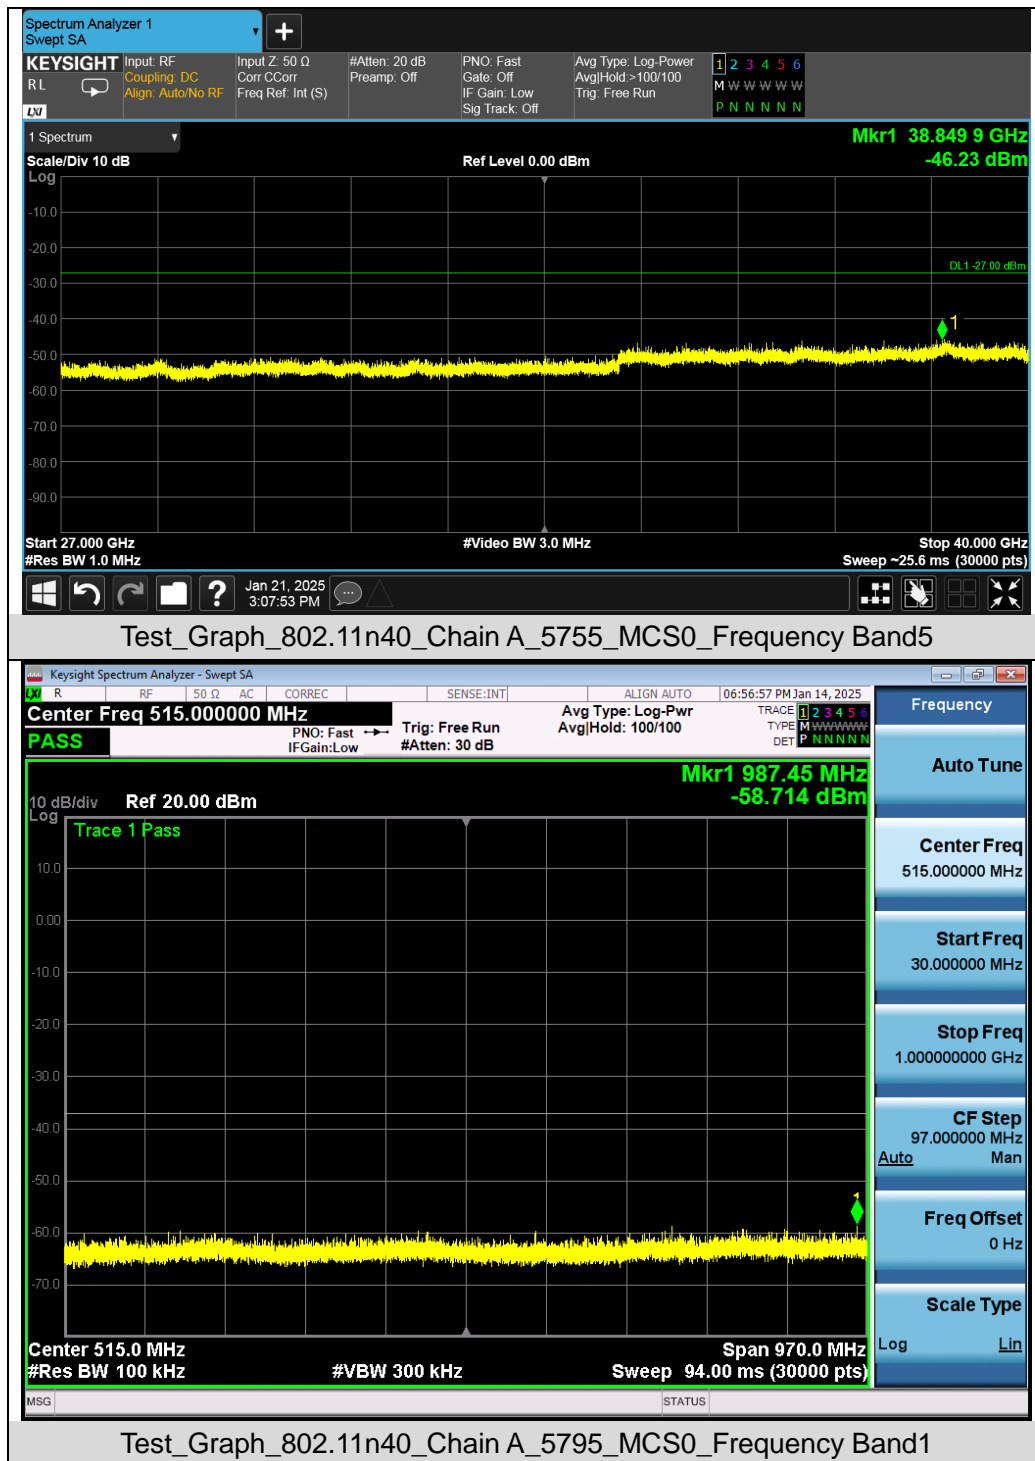 Spectrum Analyzer 1
Swept SA
KEYSIGHT
R L
LXI
Input: RF
Coupling: DC
Align: Auto/No RF
Input Z: 50 Ω
Corr CCorr
Freq Ref: Int (S)
#Atten: 20 dB
Preamp: Off
PNO: Fast
Gate: Off
IF Gain: Low
Sig Track: Off
Avg Type: Log-Power
Avg|Hold:>100/100
Trig: Free Run
1 2 3 4 5 6
M W W W W W
P N N N N N
1 Spectrum
Mkr1 38.849 9 GHz
Scale/Div 10 dB
Ref Level 0.00 dBm
-46.23 dBm
Log
-10.0
-20.0
DL1 -27.00 dBm
-30.0
-40.0
1
-50.0
-60.0
-70.0
-80.0
-90.0
Start 27.000 GHz
#Video BW 3.0 MHz
Stop 40.000 GHz
#Res BW 1.0 MHz
Sweep ~25.6 ms (30000 pts)
Jan 21, 2025
3:07:53 PM
Test_Graph_802.11n40_Chain A_5755_MCS0_Frequency Band5
Keysight Spectrum Analyzer - Swept SA
LXI R RF 50 Ω AC CORREC SENSE:INT ALIGN AUTO 06:56:57 PM Jan 14, 2025
Center Freq 515.000000 MHz
PASS
PNO: Fast
IFGain:Low
Trig: Free Run
#Atten: 30 dB
Avg Type: Log-Pwr
Avg|Hold: 100/100
TRACE 1 2 3 4 5 6
TYPE M W W W W W
DET P N N N N N
Mkr1 987.45 MHz
-58.714 dBm
10 dB/div Ref 20.00 dBm
Log
Trace 1 Pass
10.0
0.00
-10.0
-20.0
-30.0
-40.0
-50.0
1
-60.0
-70.0
Center 515.0 MHz
Span 970.0 MHz
#Res BW 100 kHz
#VBW 300 kHz
Sweep 94.00 ms (30000 pts)
MSG
STATUS
Frequency
Auto Tune
Center Freq
515.000000 MHz
Start Freq
30.000000 MHz
Stop Freq
1.000000000 GHz
CF Step
97.000000 MHz
Auto Man
Freq Offset
0 Hz
Scale Type
Log Lin
Test_Graph_802.11n40_Chain A_5795_MCS0_Frequency Band1